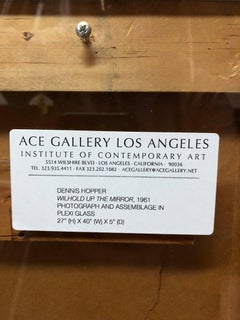 ACE GALLERY LOS ANGELES
INSTITUTE OF CONTEMPORARY ART
5514 WILSHIRE BLVD · LOS ANGELES · CALIFORNIA · 90036
TEL. 323.935.4411 · FAX 323.202.1082 · ACEGALLERY@ACEGALLERY.NET
DENNIS HOPPER
WILHOLD UP THE MIRROR, 1961
PHOTOGRAPH AND ASSEMBLAGE IN
PLEXI GLASS
27" (H) X 40" (W) X 5" (D)